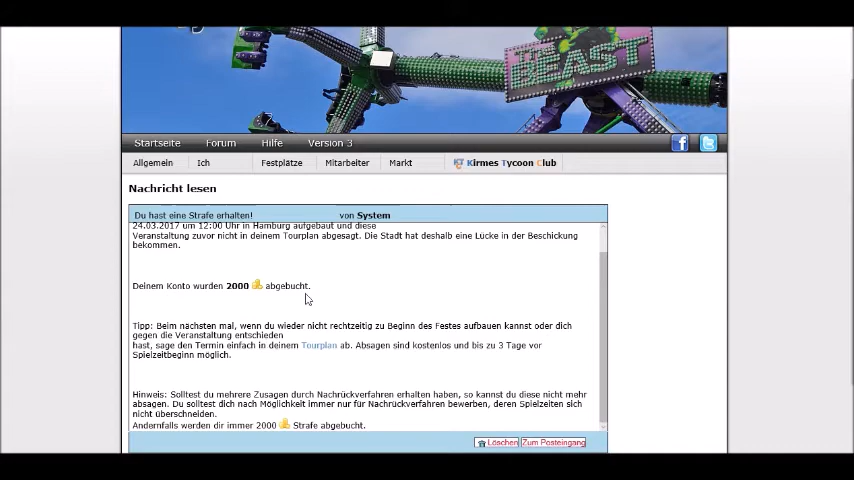 THE
BEAST
Startseite Forum Hilfe Version 3
Allgemein Ich Festplätze Mitarbeiter Markt Kirmes Tycoon Club
Nachricht lesen
Du hast eine Strafe erhalten! von System
24.03.2017 um 12:00 Uhr in Hamburg aufgebaut und diese
Veranstaltung zuvor nicht in deinem Tourplan abgesagt. Die Stadt hat deshalb eine Lücke in der Beschickung
bekommen.
Deinem Konto wurden 2000 abgebucht.
Tipp: Beim nächsten mal, wenn du wieder nicht rechtzeitig zu Beginn des Festes aufbauen kannst oder dich
gegen die Veranstaltung entschieden
hast, sage den Termin einfach in deinem Tourplan ab. Absagen sind kostenlos und bis zu 3 Tage vor
Spielzeitbeginn möglich.
Hinweis: Solltest du mehrere Zusagen durch Nachrückverfahren erhalten haben, so kannst du diese nicht mehr
absagen. Du solltest dich nach Möglichkeit immer nur für Nachrückverfahren bewerben, deren Spielzeiten sich
nicht überschneiden.
Andernfalls werden dir immer 2000 Strafe abgebucht.
Löschen Zum Posteingang